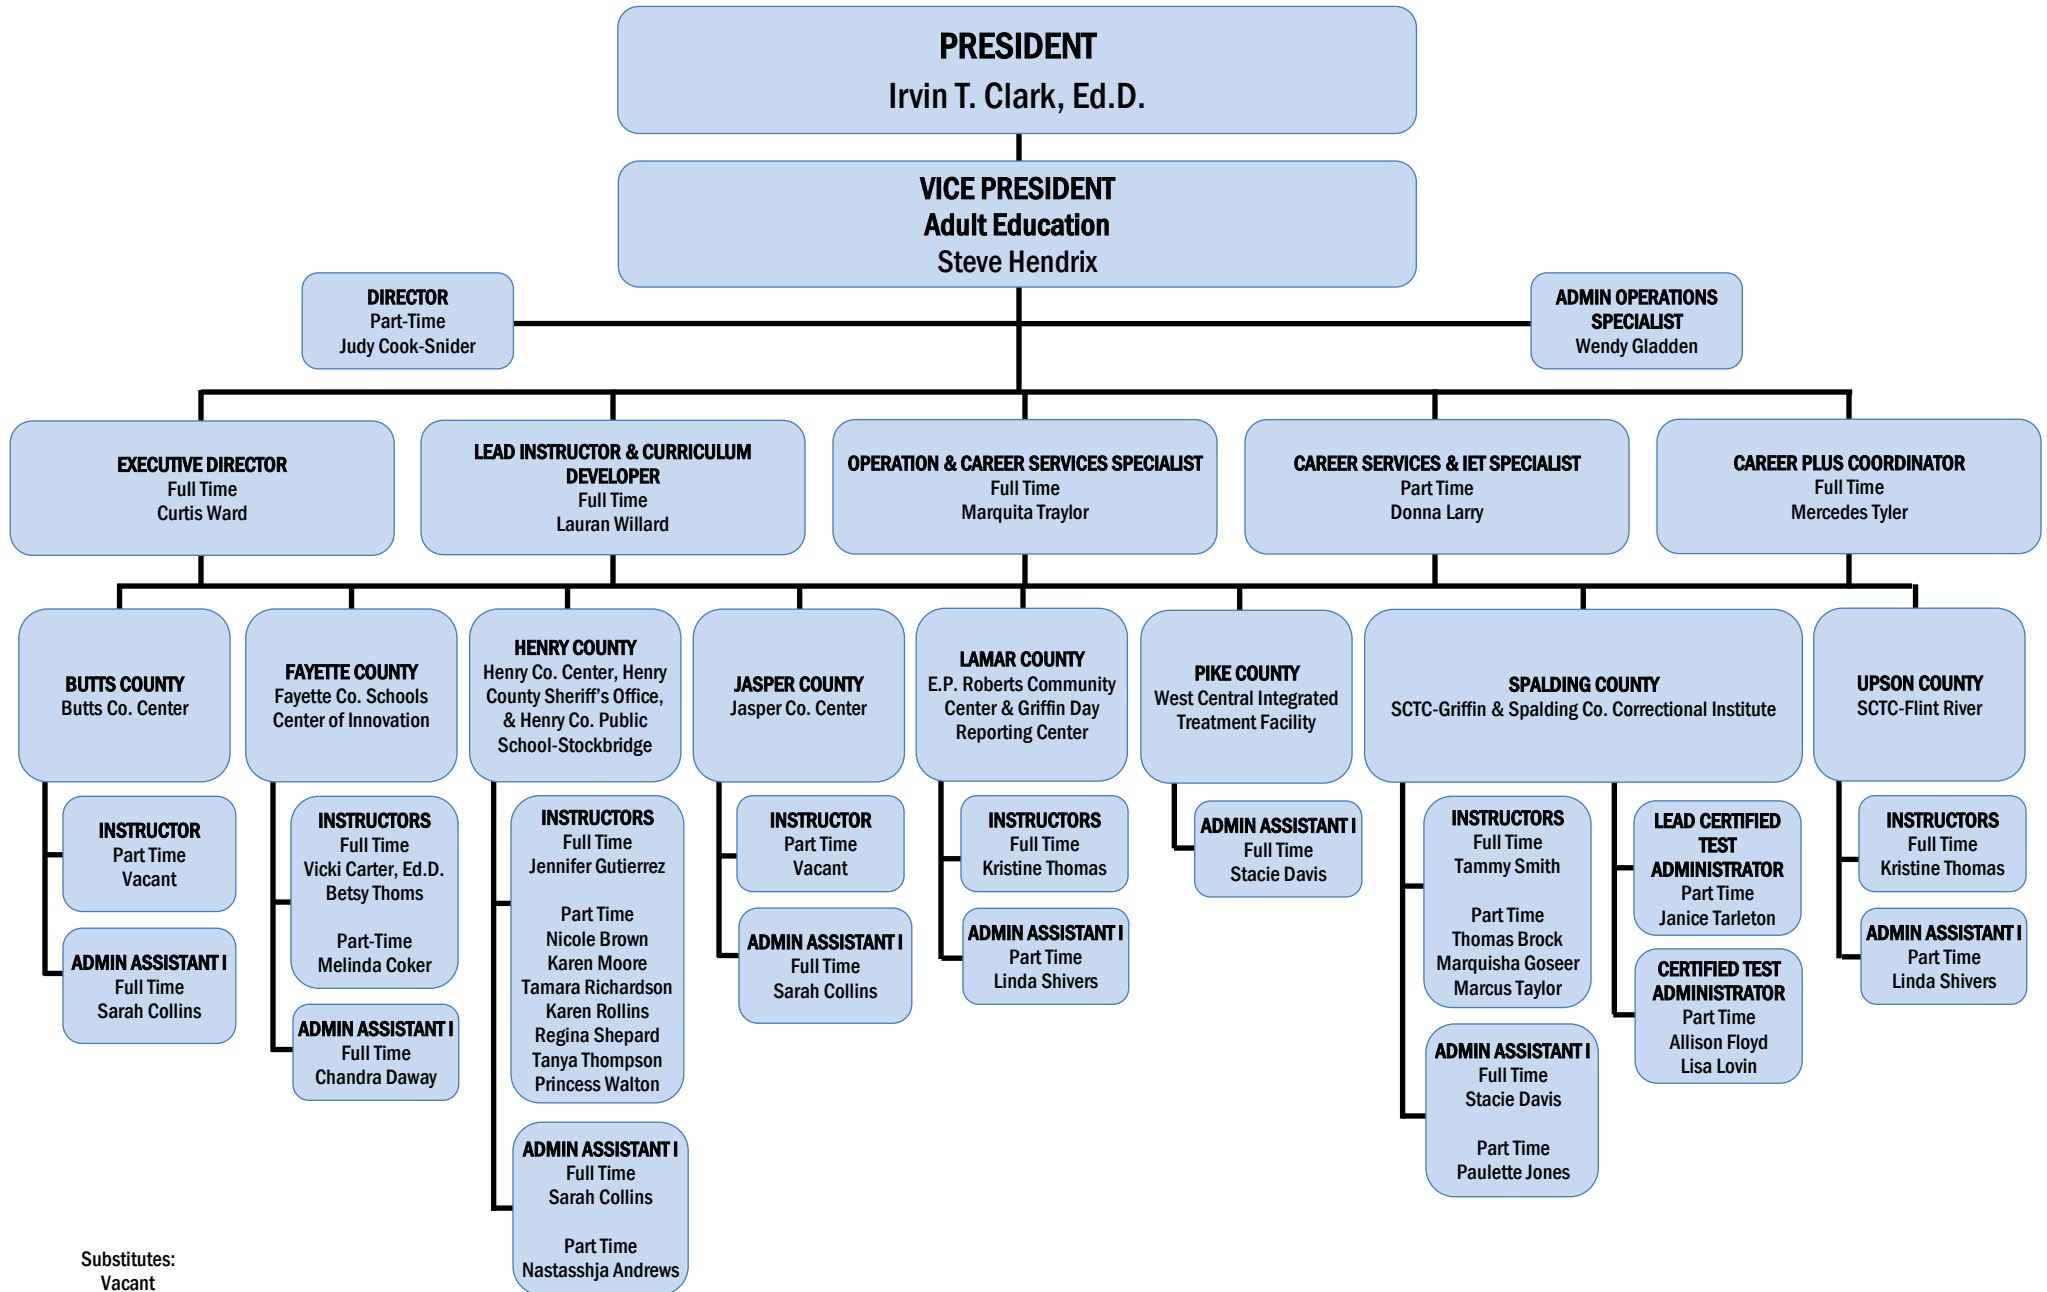 PRESIDENT
Irvin T. Clark, Ed.D.
VICE PRESIDENT
Adult Education
Steve Hendrix
DIRECTOR
Part-Time
Judy Cook-Snider
ADMIN OPERATIONS
SPECIALIST
Wendy Gladden
EXECUTIVE DIRECTOR
Full Time
Curtis Ward
LEAD INSTRUCTOR & CURRICULUM
DEVELOPER
Full Time
Lauran Willard
OPERATION & CAREER SERVICES SPECIALIST
Full Time
Marquita Traylor
CAREER SERVICES & IET SPECIALIST
Part Time
Donna Larry
CAREER PLUS COORDINATOR
Full Time
Mercedes Tyler
BUTTS COUNTY
Butts Co. Center
FAYETTE COUNTY
Fayette Co. Schools
Center of Innovation
HENRY COUNTY
Henry Co. Center, Henry
County Sheriff's Office,
& Henry Co. Public
School-Stockbridge
JASPER COUNTY
Jasper Co. Center
LAMAR COUNTY
E.P. Roberts Community
Center & Griffin Day
Reporting Center
PIKE COUNTY
West Central Integrated
Treatment Facility
SPALDING COUNTY
SCTC-Griffin & Spalding Co. Correctional Institute
UPSON COUNTY
SCTC-Flint River
INSTRUCTOR
Part Time
Vacant
ADMIN ASSISTANT I
Full Time
Sarah Collins
INSTRUCTORS
Full Time
Vicki Carter, Ed.D.
Betsy Thoms
Part-Time
Melinda Coker
ADMIN ASSISTANT I
Full Time
Chandra Daway
INSTRUCTORS
Full Time
Jennifer Gutierrez
Part Time
Nicole Brown
Karen Moore
Tamara Richardson
Karen Rollins
Regina Shepard
Tanya Thompson
Princess Walton
ADMIN ASSISTANT I
Full Time
Sarah Collins
Part Time
Nastasshja Andrews
INSTRUCTOR
Part Time
Vacant
ADMIN ASSISTANT I
Full Time
Sarah Collins
INSTRUCTORS
Full Time
Kristine Thomas
ADMIN ASSISTANT I
Part Time
Linda Shivers
ADMIN ASSISTANT I
Full Time
Stacie Davis
INSTRUCTORS
Full Time
Tammy Smith
Part Time
Thomas Brock
Marquisha Goseer
Marcus Taylor
ADMIN ASSISTANT I
Full Time
Stacie Davis
Part Time
Paulette Jones
LEAD CERTIFIED
TEST
ADMINISTRATOR
Part Time
Janice Tarleton
CERTIFIED TEST
ADMINISTRATOR
Part Time
Allison Floyd
Lisa Lovin
INSTRUCTORS
Full Time
Kristine Thomas
ADMIN ASSISTANT I
Part Time
Linda Shivers
Substitutes:
Vacant